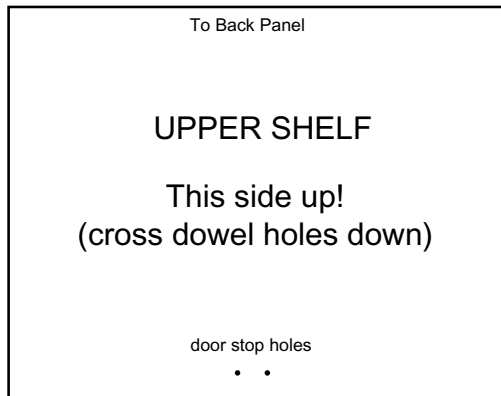 To Back Panel
UPPER SHELF
This side up!
(cross dowel holes down)
door stop holes